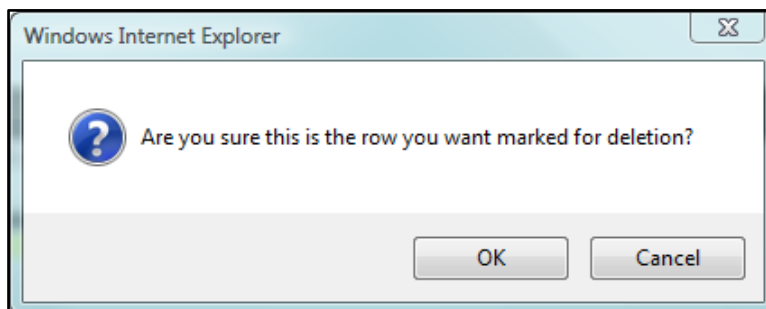 Windows Internet Explorer
Are you sure this is the row you want marked for deletion?
OK
Cancel